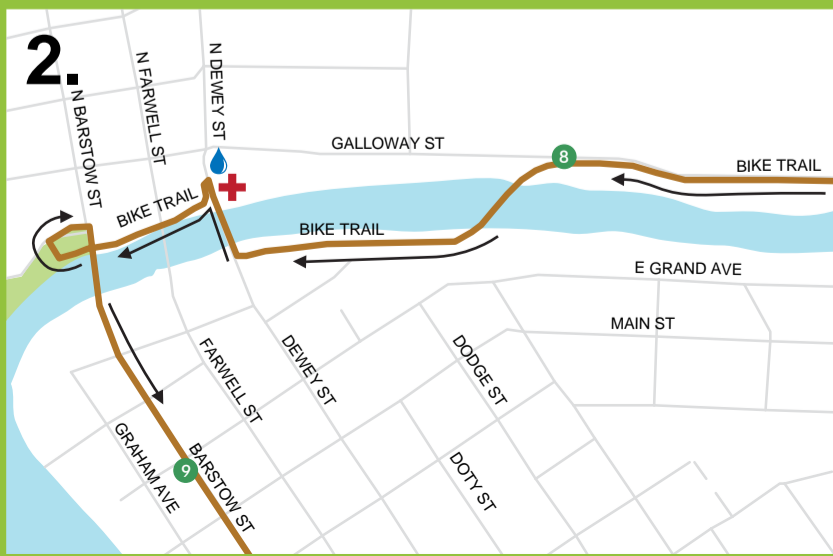 2.
N BARSTOW ST
N FARWELL ST
N DEWEY ST
GALLOWAY ST
8
BIKE TRAIL
BIKE TRAIL
BIKE TRAIL
E GRAND AVE
MAIN ST
FARWELL ST
DEWEY ST
DODGE ST
GRAHAM AVE
9
BARSTOW ST
DOTY ST